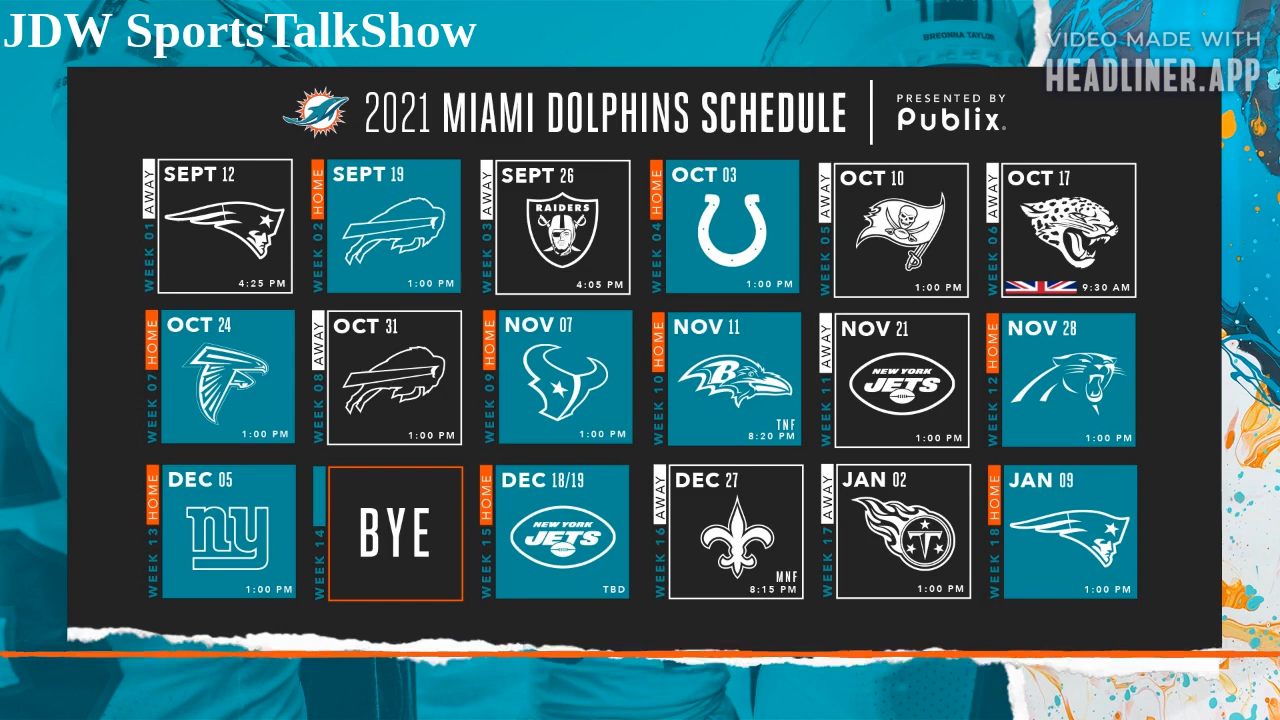 JDW SportsTalkShow
BREONNA TAYLOR
VIDEO MADE WITH
HEADLINER.APP
2021 MIAMI DOLPHINS SCHEDULE
PRESENTED BY
Publix.
WEEK 01 AWAY
SEPT 12
4:25 PM
WEEK 02 HOME
SEPT 19
1:00 PM
WEEK 03 AWAY
SEPT 26
RAIDERS
4:05 PM
WEEK 04 HOME
OCT 03
1:00 PM
WEEK 05 AWAY
OCT 10
1:00 PM
WEEK 06 AWAY
OCT 17
9:30 AM
WEEK 07 HOME
OCT 24
1:00 PM
WEEK 08 AWAY
OCT 31
1:00 PM
WEEK 09 HOME
NOV 07
1:00 PM
WEEK 10 HOME
NOV 11
B
TNF
8:20 PM
WEEK 11 AWAY
NOV 21
NEW YORK
JETS
1:00 PM
WEEK 12 HOME
NOV 28
1:00 PM
WEEK 13 HOME
DEC 05
ny
1:00 PM
WEEK 14
BYE
WEEK 15 HOME
DEC 18/19
NEW YORK
JETS
TBD
WEEK 16 AWAY
DEC 27
MNF
8:15 PM
WEEK 17 AWAY
JAN 02
T
1:00 PM
WEEK 18 HOME
JAN 09
1:00 PM